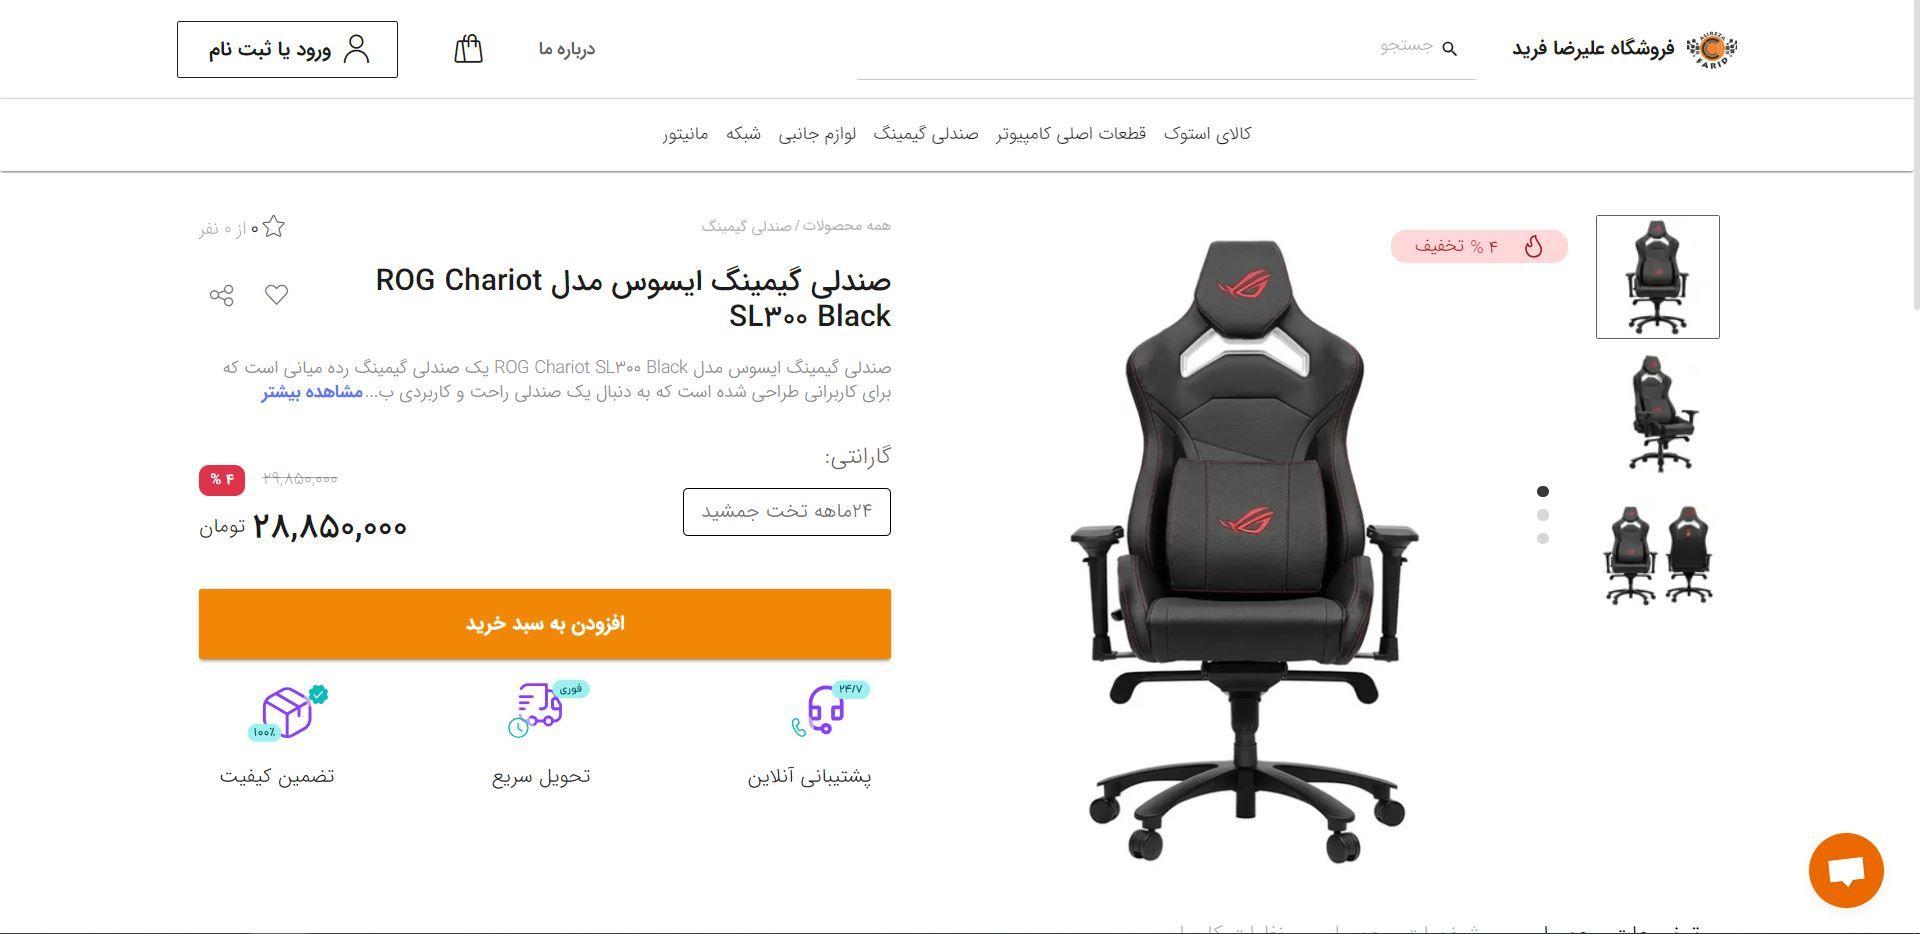 فروشگاه علیرضا فرید
ALIREZA
FARID
جستجو
درباره ما
ورود یا ثبت نام
کالای استوک
قطعات اصلی کامپیوتر
صندلی گیمینگ
لوازم جانبی
شبکه
مانیتور
۴ % تخفیف
همه محصولات / صندلی گیمینگ
۰ از ۰ نفر
صندلی گیمینگ ایسوس مدل ROG Chariot
SL۳۰۰ Black
صندلی گیمینگ ایسوس مدل ROG Chariot SL۳۰۰ Black یک صندلی گیمینگ رده میانی است که
برای کاربرانی طراحی شده است که به دنبال یک صندلی راحت و کاربردی ب... مشاهده بیشتر
گارانتی:
۲۴ماهه تخت جمشید
۲۹,۸۵۰,۰۰۰
% ۴
۲۸,۸۵۰,۰۰۰ تومان
افزودن به سبد خرید
۲۴/۷
پشتیبانی آنلاین
فوری
تحویل سریع
۱۰۰٪
تضمین کیفیت